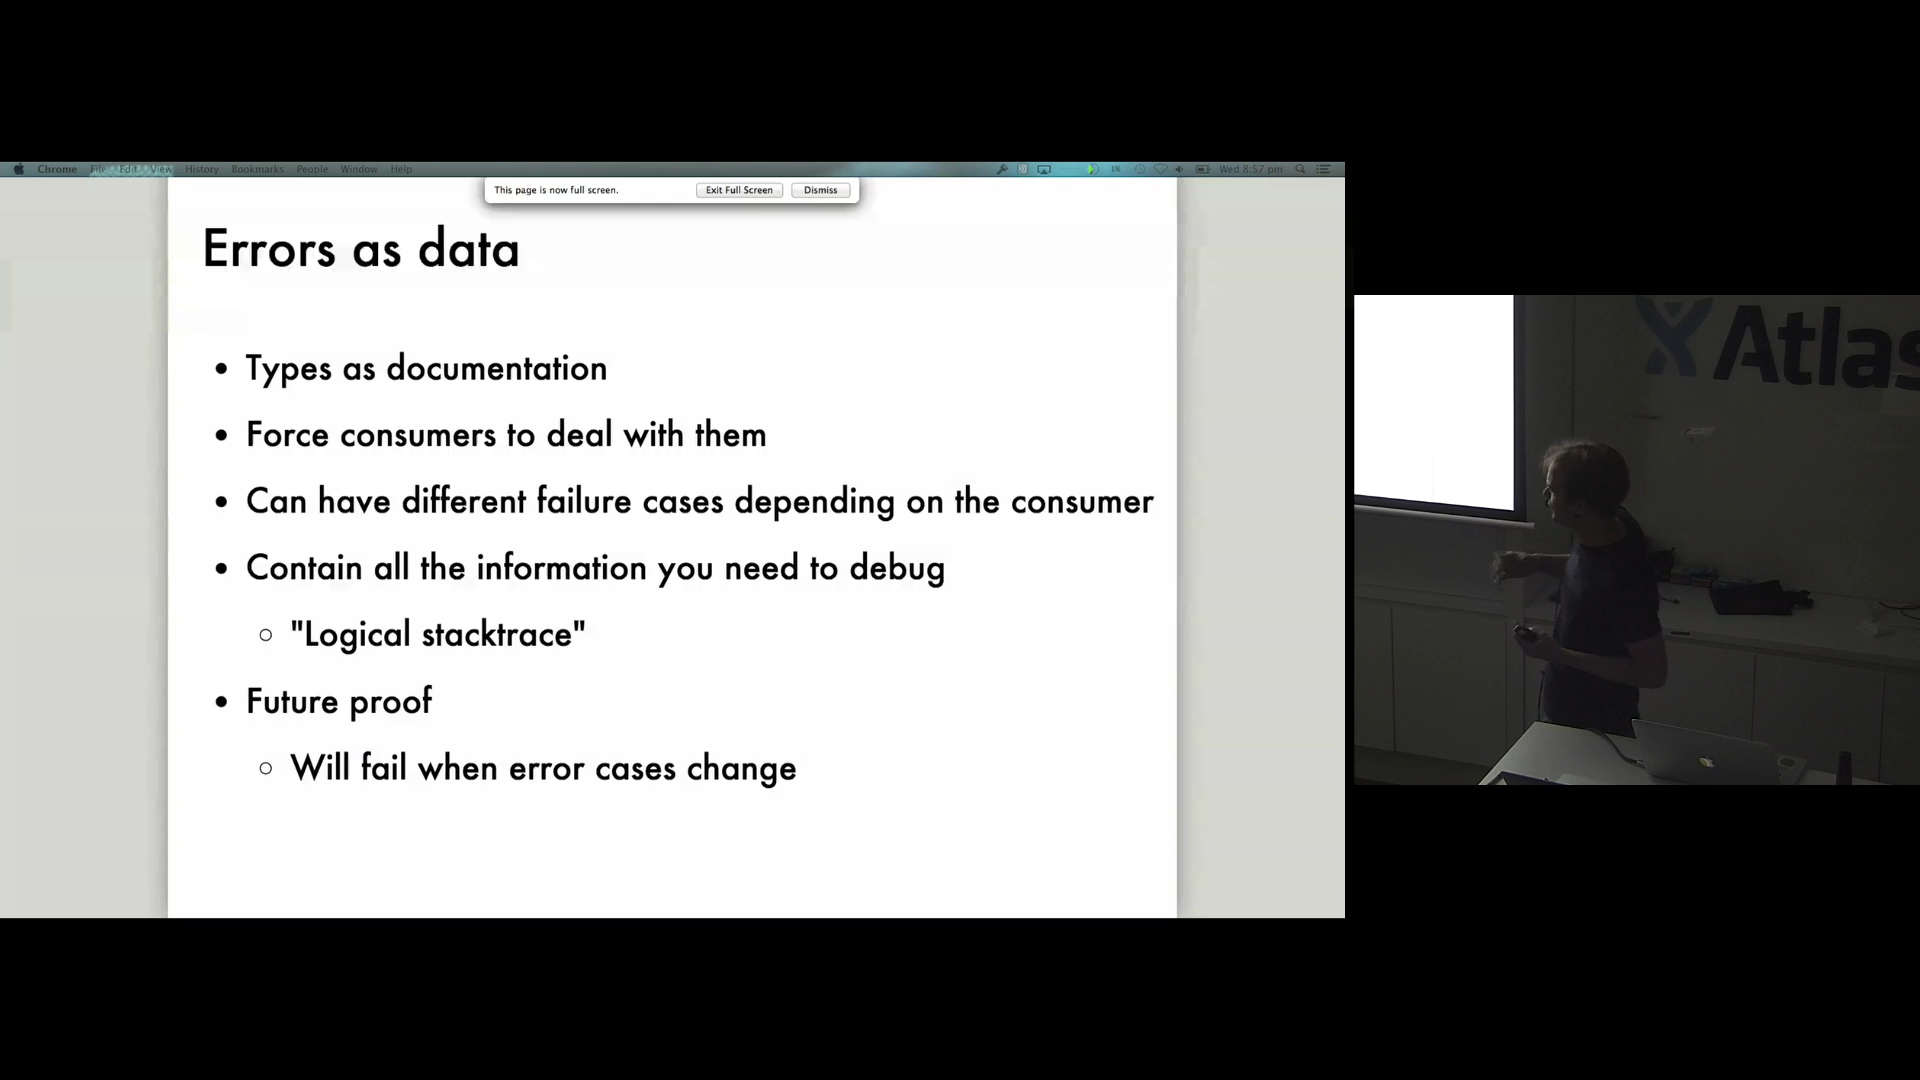 Chrome File Edit View History Bookmarks People Window Help
Wed 8:57 pm
This page is now full screen. Exit Full Screen Dismiss
Errors as data
• Types as documentation
• Force consumers to deal with them
• Can have different failure cases depending on the consumer
• Contain all the information you need to debug
○ "Logical stacktrace"
• Future proof
○ Will fail when error cases change
Atlas